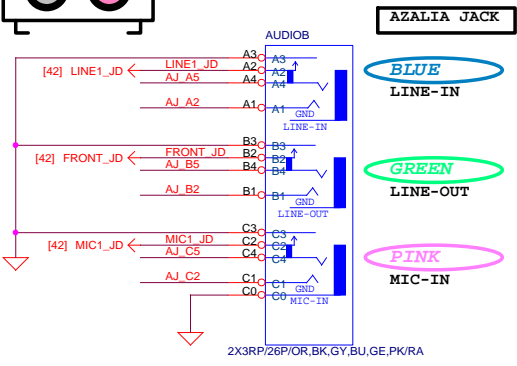 AZALIA JACK
AUDIOB
A3 A3
[42] LINE1_JD LINE1_JD A2 A2
AJ_A5 A4 A4
BLUE
LINE-IN
AJ_A2 A1 A1
GND
LINE-IN
B3 B3
[42] FRONT_JD FRONT_JD B2 B2
AJ_B5 B4 B4
GREEN
LINE-OUT
AJ_B2 B1 B1
GND
LINE-OUT
C3 C3
[42] MIC1_JD MIC1_JD C2 C2
AJ_C5 C4 C4
PINK
MIC-IN
AJ_C2 C1 C1
GND
C0 C0
MIC-IN
2X3RP/26P/OR,BK,GY,BU,GE,PK/RA